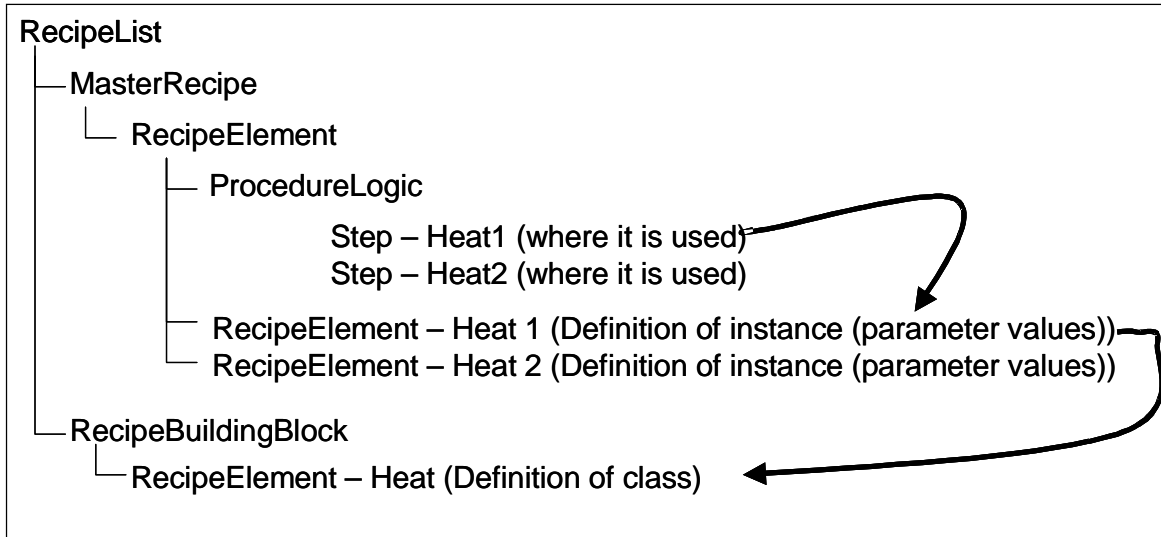 RecipeList
MasterRecipe
RecipeElement
ProcedureLogic
Step – Heat1 (where it is used)
Step – Heat2 (where it is used)
RecipeElement – Heat 1 (Definition of instance (parameter values))
RecipeElement – Heat 2 (Definition of instance (parameter values))
RecipeBuildingBlock
RecipeElement – Heat (Definition of class)